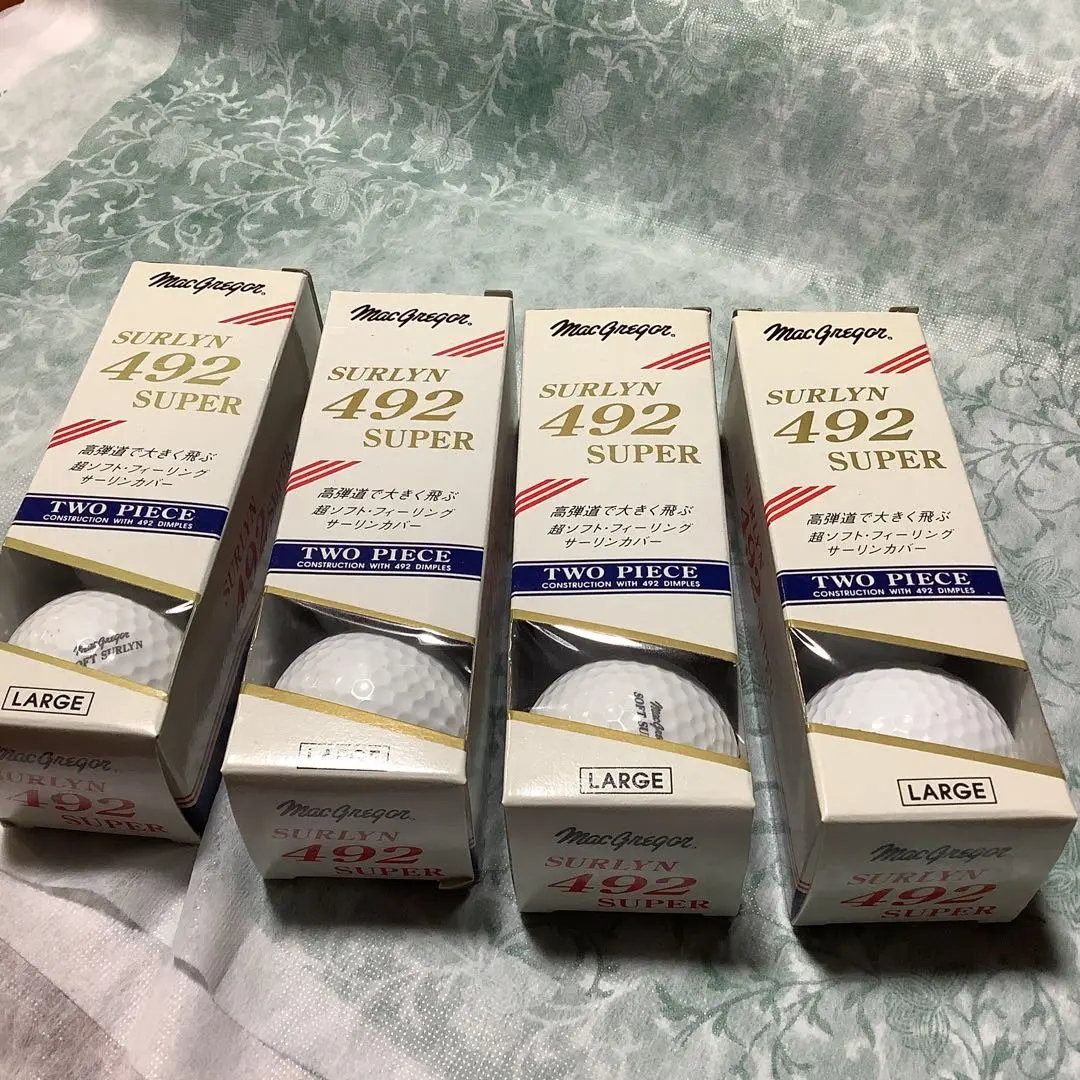 MacGregor®
SURLYN
492
SUPER
高弾道で大きく飛ぶ
超ソフト・フィーリング
サーリンカバー
TWO PIECE
CONSTRUCTION WITH 492 DIMPLES
MacGregor
SOFT SURLYN
LARGE
MacGregor
SURLYN
492
SUPER
MacGregor®
SURLYN
492
SUPER
高弾道で大きく飛ぶ
超ソフト・フィーリング
サーリンカバー
TWO PIECE
CONSTRUCTION WITH 492 DIMPLES
LARGE
MacGregor
SURLYN
492
SUPER
MacGregor®
SURLYN
492
SUPER
高弾道で大きく飛ぶ
超ソフト・フィーリング
サーリンカバー
TWO PIECE
CONSTRUCTION WITH 492 DIMPLES
MacGregor
SOFT SU
LARGE
MacGregor
SURLYN
492
SUPER
MacGregor®
SURLYN
492
SUPER
高弾道で大きく飛ぶ
超ソフト・フィーリング
サーリンカバー
TWO PIECE
CONSTRUCTION WITH 492 DIMPLES
LARGE
MacGregor
SURLYN
492
SUPER